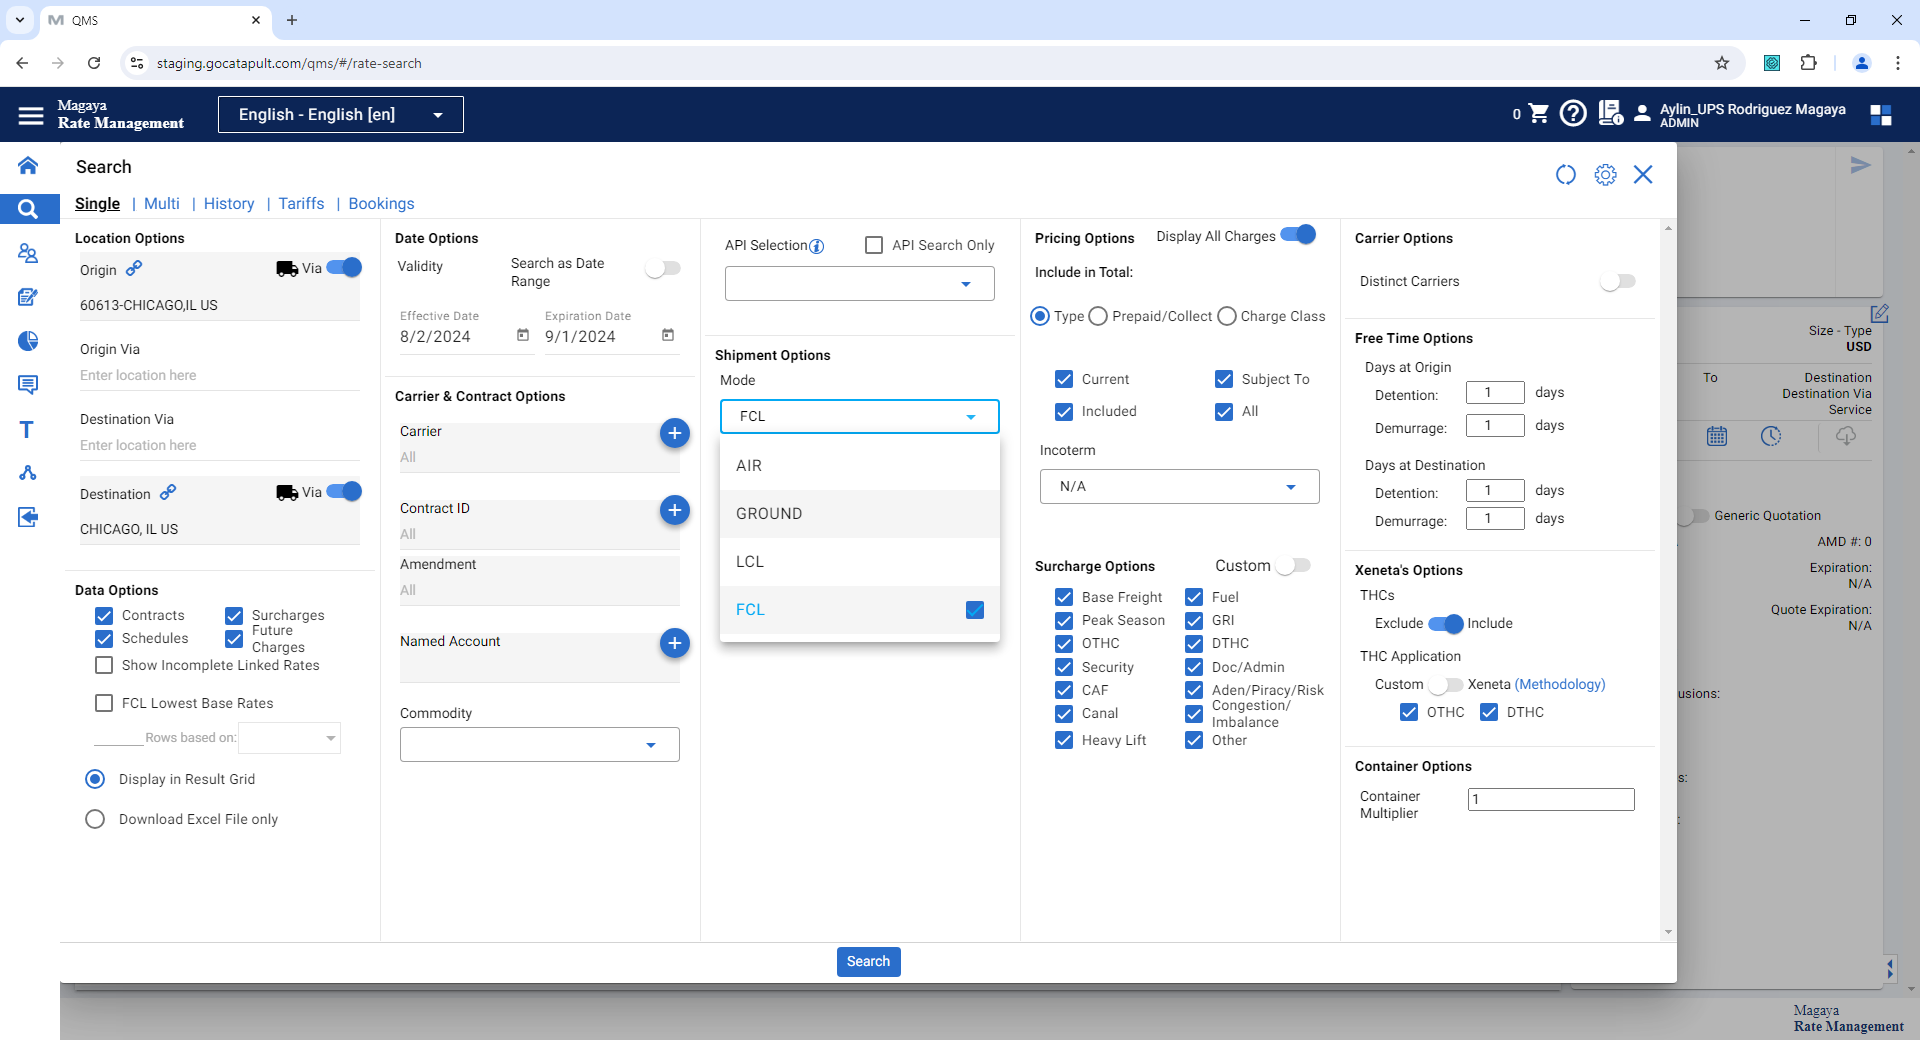 QMS
staging.gocatapult.com/qms/#/rate-search
Magaya
Rate Management
English - English [en]
0
Aylin_UPS Rodriguez Magaya
ADMIN
Search
Single | Multi | History | Tariffs | Bookings
Location Options
Origin
Via
60613-CHICAGO,IL US
Origin Via
Enter location here
Destination Via
Enter location here
Destination
Via
CHICAGO, IL US
Data Options
Contracts
Surcharges
Schedules
Future Charges
Show Incomplete Linked Rates
FCL Lowest Base Rates
Rows based on:
Display in Result Grid
Download Excel File only
Date Options
Validity
Search as Date
Range
Effective Date
8/2/2024
Expiration Date
9/1/2024
Carrier & Contract Options
Carrier
All
Contract ID
All
Amendment
All
Named Account
Commodity
API Selection
API Search Only
Shipment Options
Mode
FCL
AIR
GROUND
LCL
FCL
Pricing Options
Display All Charges
Include in Total:
Type
Prepaid/Collect
Charge Class
Current
Subject To
Included
All
Incoterm
N/A
Surcharge Options
Custom
Base Freight
Fuel
Peak Season
GRI
OTHC
DTHC
Security
Doc/Admin
CAF
Aden/Piracy/Risk
Canal
Congestion/
Imbalance
Heavy Lift
Other
Carrier Options
Distinct Carriers
Free Time Options
Days at Origin
Detention: 1 days
Demurrage: 1 days
Days at Destination
Detention: 1 days
Demurrage: 1 days
Xeneta's Options
THCs
Exclude
Include
THC Application
Custom
Xeneta (Methodology)
OTHC
DTHC
Container Options
Container
Multiplier
1
Search
Size - Type
USD
To
Destination
Destination Via
Service
Generic Quotation
AMD #: 0
Expiration:
N/A
Quote Expiration:
N/A
usions:
s:
Magaya
Rate Management